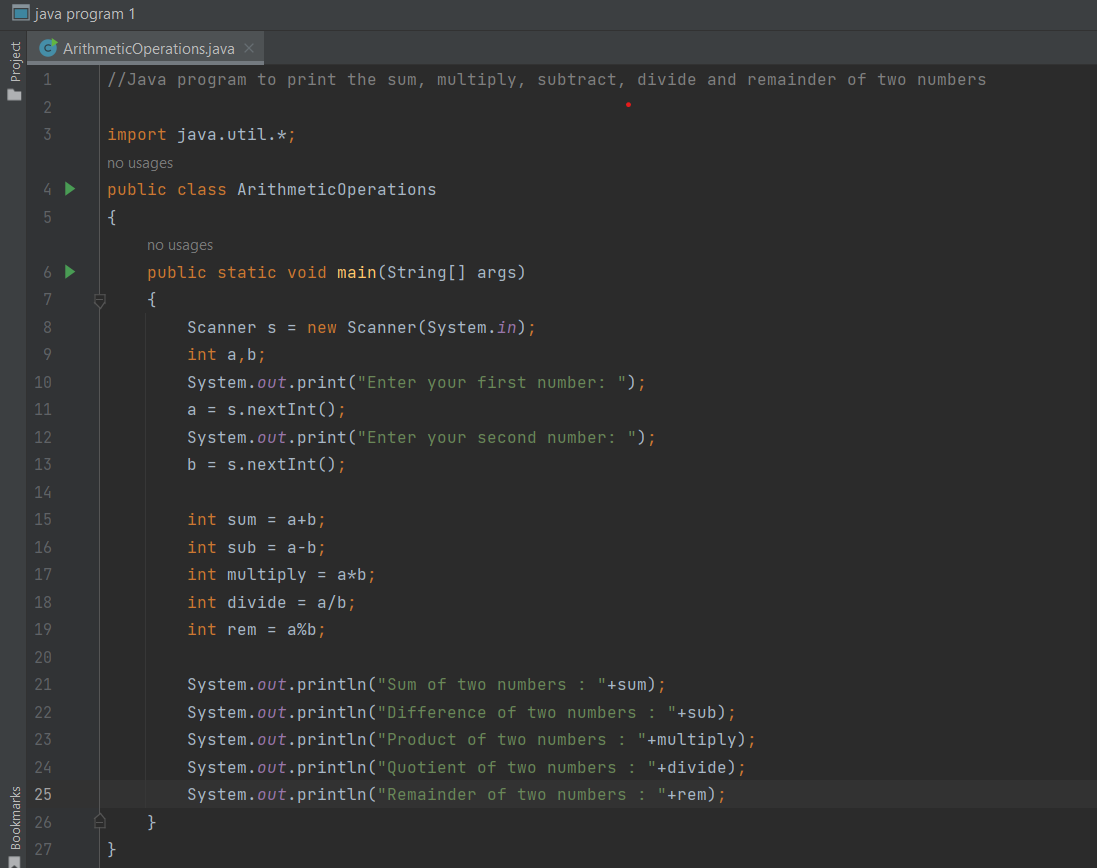 java program 1
Project
ArithmeticOperations.java
1 //Java program to print the sum, multiply, subtract, divide and remainder of two numbers
2
3 import java.util.*;
no usages
4 public class ArithmeticOperations
5 {
no usages
6     public static void main(String[] args)
7     {
8         Scanner s = new Scanner(System.in);
9         int a,b;
10         System.out.print("Enter your first number: ");
11         a = s.nextInt();
12         System.out.print("Enter your second number: ");
13         b = s.nextInt();
14
15         int sum = a+b;
16         int sub = a-b;
17         int multiply = a*b;
18         int divide = a/b;
19         int rem = a%b;
20
21         System.out.println("Sum of two numbers : "+sum);
22         System.out.println("Difference of two numbers : "+sub);
23         System.out.println("Product of two numbers : "+multiply);
24         System.out.println("Quotient of two numbers : "+divide);
25         System.out.println("Remainder of two numbers : "+rem);
26     }
27 }
Bookmarks